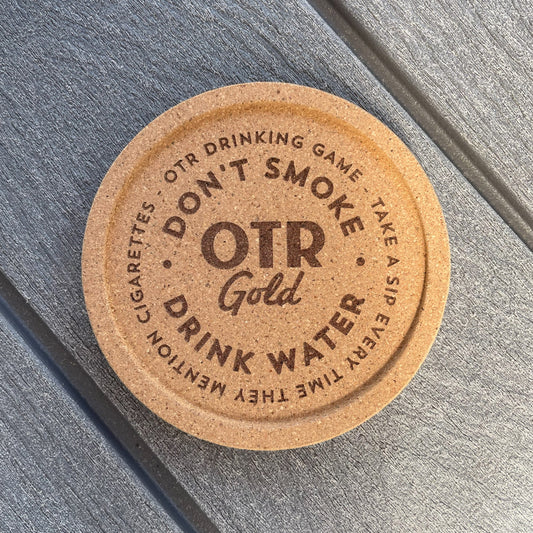 OTR DRINKING GAME - TAKE A SIP EVERY TIME THEY MENTION CIGARETTES -
DON'T SMOKE
OTR
Gold
• DRINK WATER •